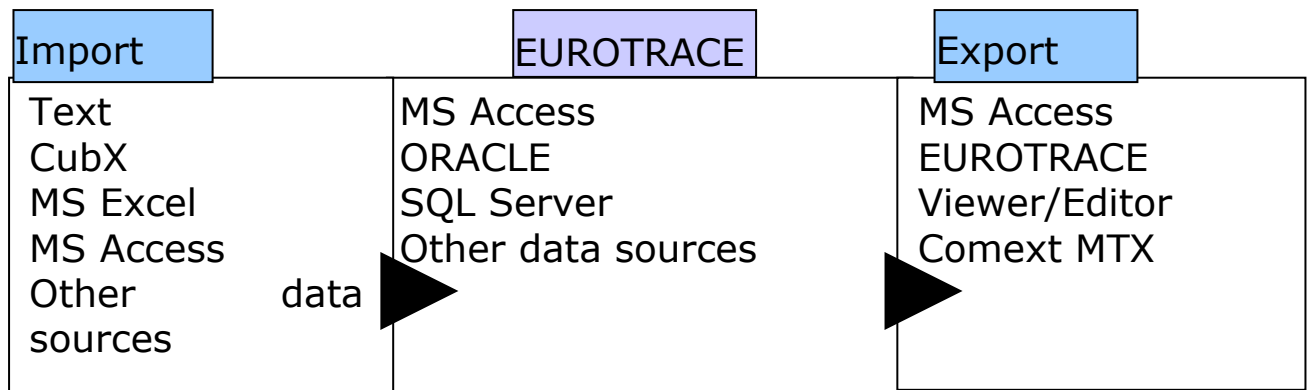 Import
Text
CubX
MS Excel
MS Access
Other data
sources
EUROTRACE
MS Access
ORACLE
SQL Server
Other data sources
Export
MS Access
EUROTRACE
Viewer/Editor
Comext MTX